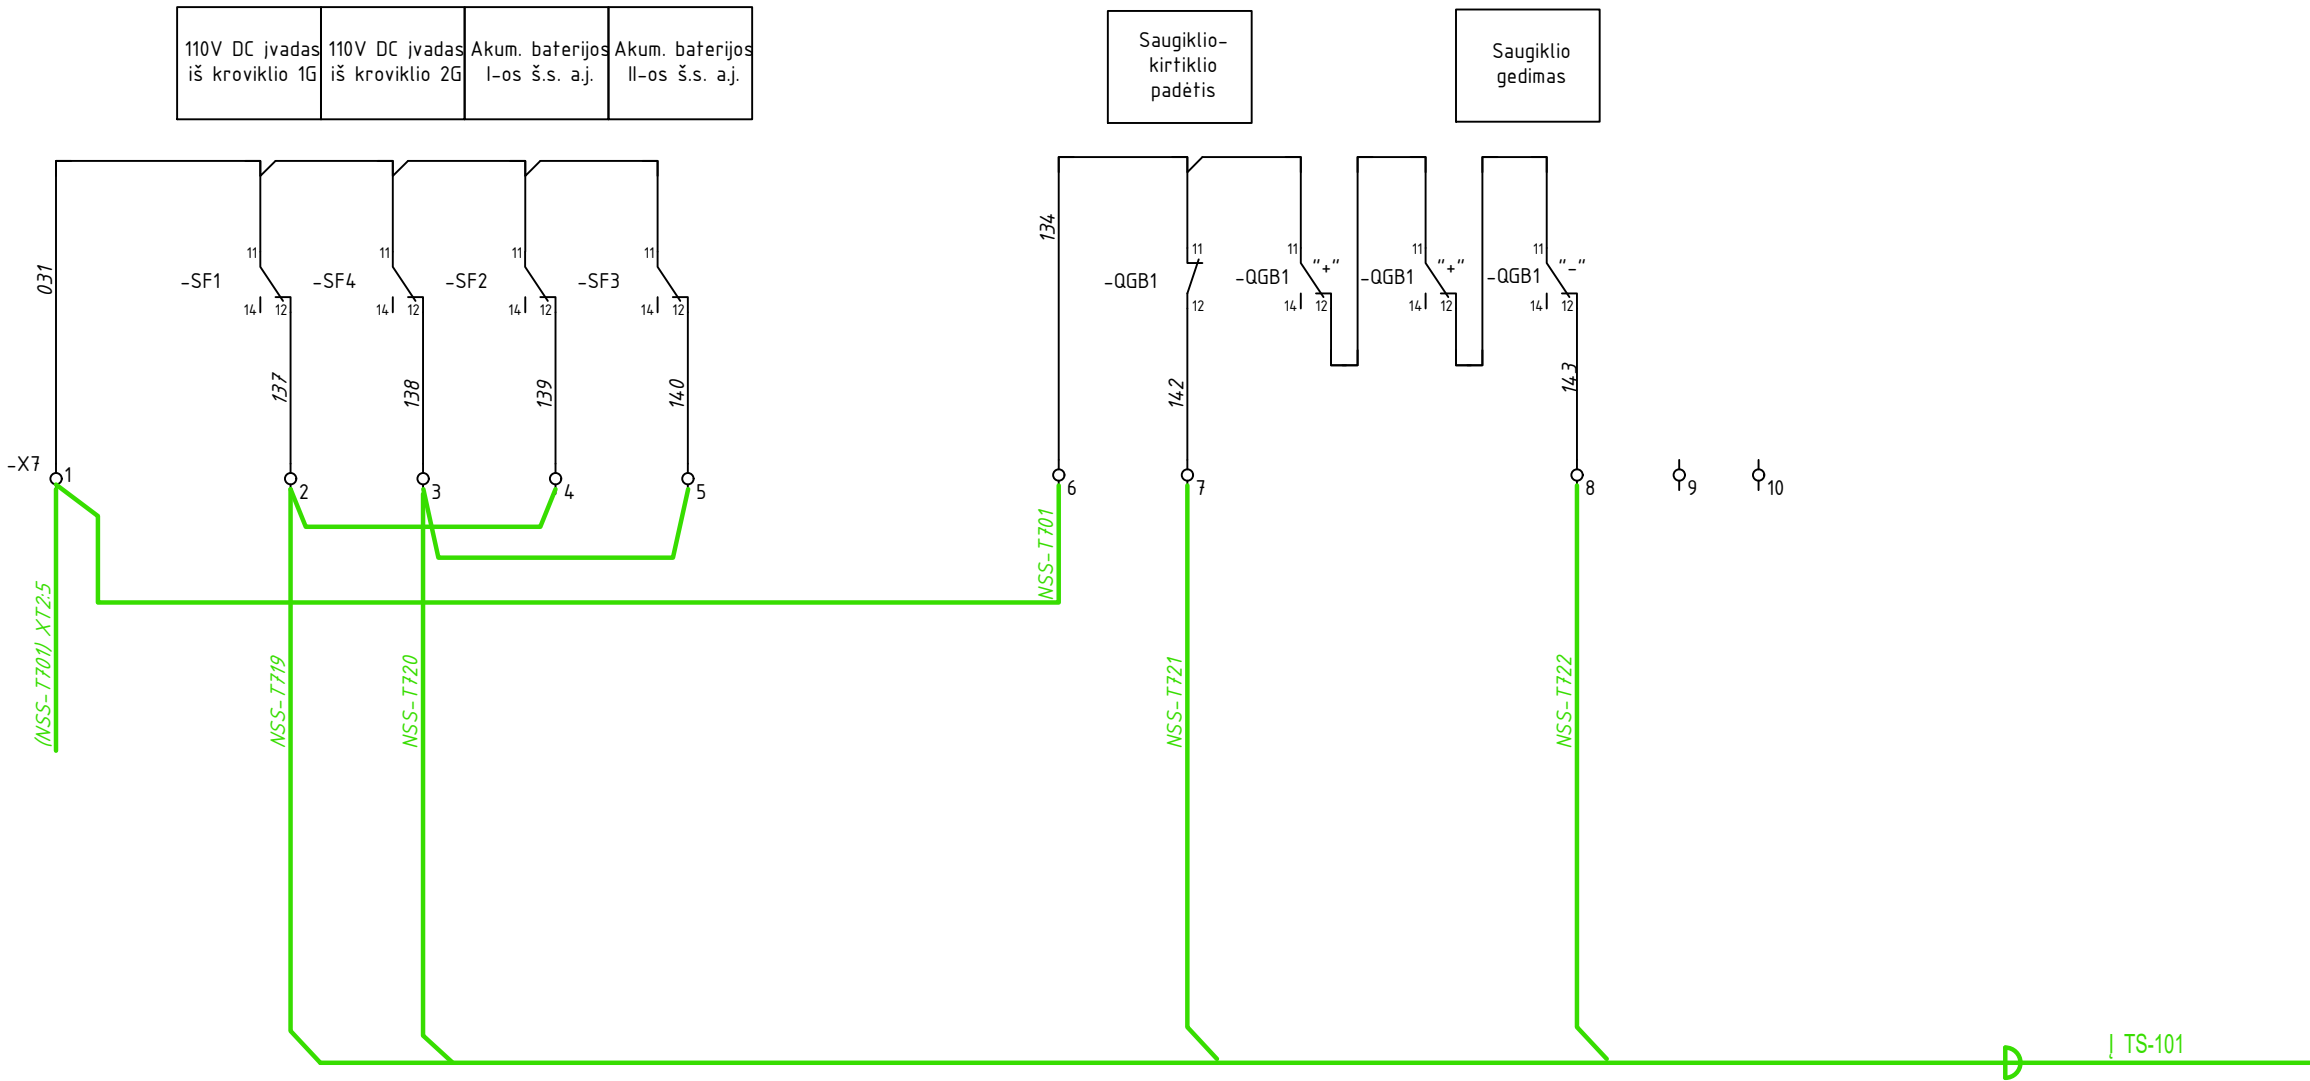 110V DC įvadas
iš kroviklio 1G
110V DC įvadas
iš kroviklio 2G
Akum. baterijos
I-os š.s. a.j.
Akum. baterijos
II-os š.s. a.j.
Saugiklio-
kirtiklio
padėtis
Saugiklio
gedimas
031
11
-SF1
14
12
137
11
-SF4
14
12
138
11
-SF2
14
12
139
11
-SF3
14
12
140
134
11
-QGB1
12
142
11
"+"
-QGB1
14
12
11
"+"
-QGB1
14
12
11
"-"
-QGB1
14
12
143
-X7
1
2
3
4
5
6
7
8
9
10
(NSS-T701) XT2:5
NSS-T719
NSS-T720
NSS-T701
NSS-T721
NSS-T722
Į TS-101